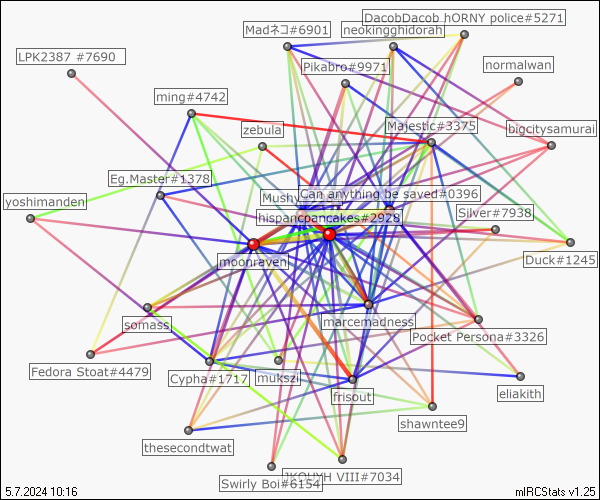 DacobDacob hORNY police#5271
Madネコ#6901
neokingghidorah
LPK2387 #7690
normalwan
Pikabro#9971
ming#4742
Majestic#3375
zebula
bigcitysamurai
Eg.Master#1378
Mushy
Can anything be saved#0396
yoshimanden
Silver#7938
hispancpancakes#2928
Duck#1245
moonraveni
somass
marcemadness
Pocket Persona#3326
Fedora Stoat#4479
Cypha#1717
mukszi
eliakith
frisout
shawntee9
thesecondtwat
Swirly Boi#6154
VIII#7034
5.7.2024 10:16
mIRCStats v1.25